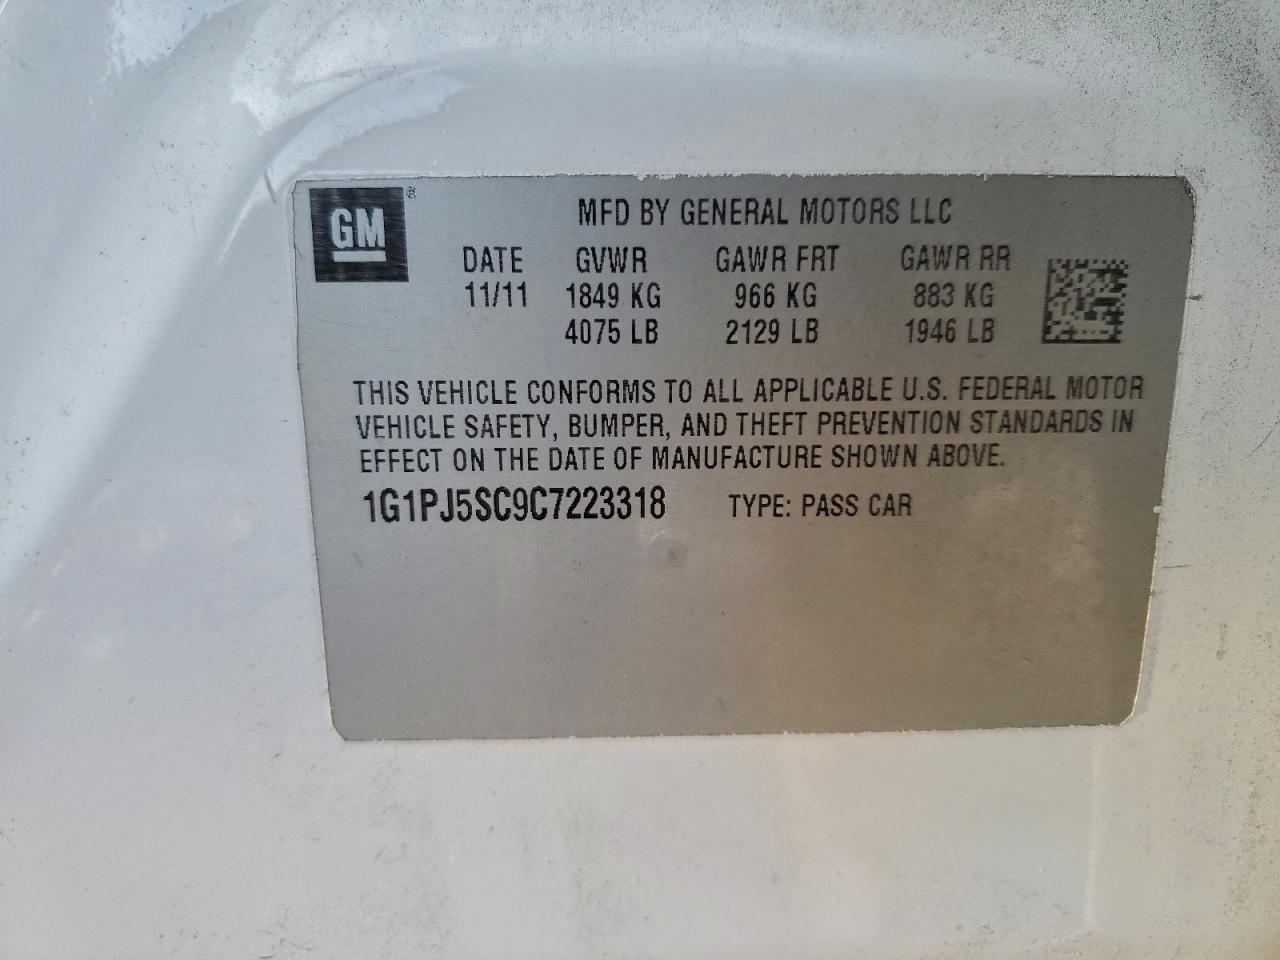 GM ®
MFD BY GENERAL MOTORS LLC
DATE GVWR GAWR FRT GAWR RR
11/11 1849 KG 966 KG 883 KG
4075 LB 2129 LB 1946 LB
THIS VEHICLE CONFORMS TO ALL APPLICABLE U.S. FEDERAL MOTOR
VEHICLE SAFETY, BUMPER, AND THEFT PREVENTION STANDARDS IN
EFFECT ON THE DATE OF MANUFACTURE SHOWN ABOVE.
1G1PJ5SC9C7223318 TYPE: PASS CAR